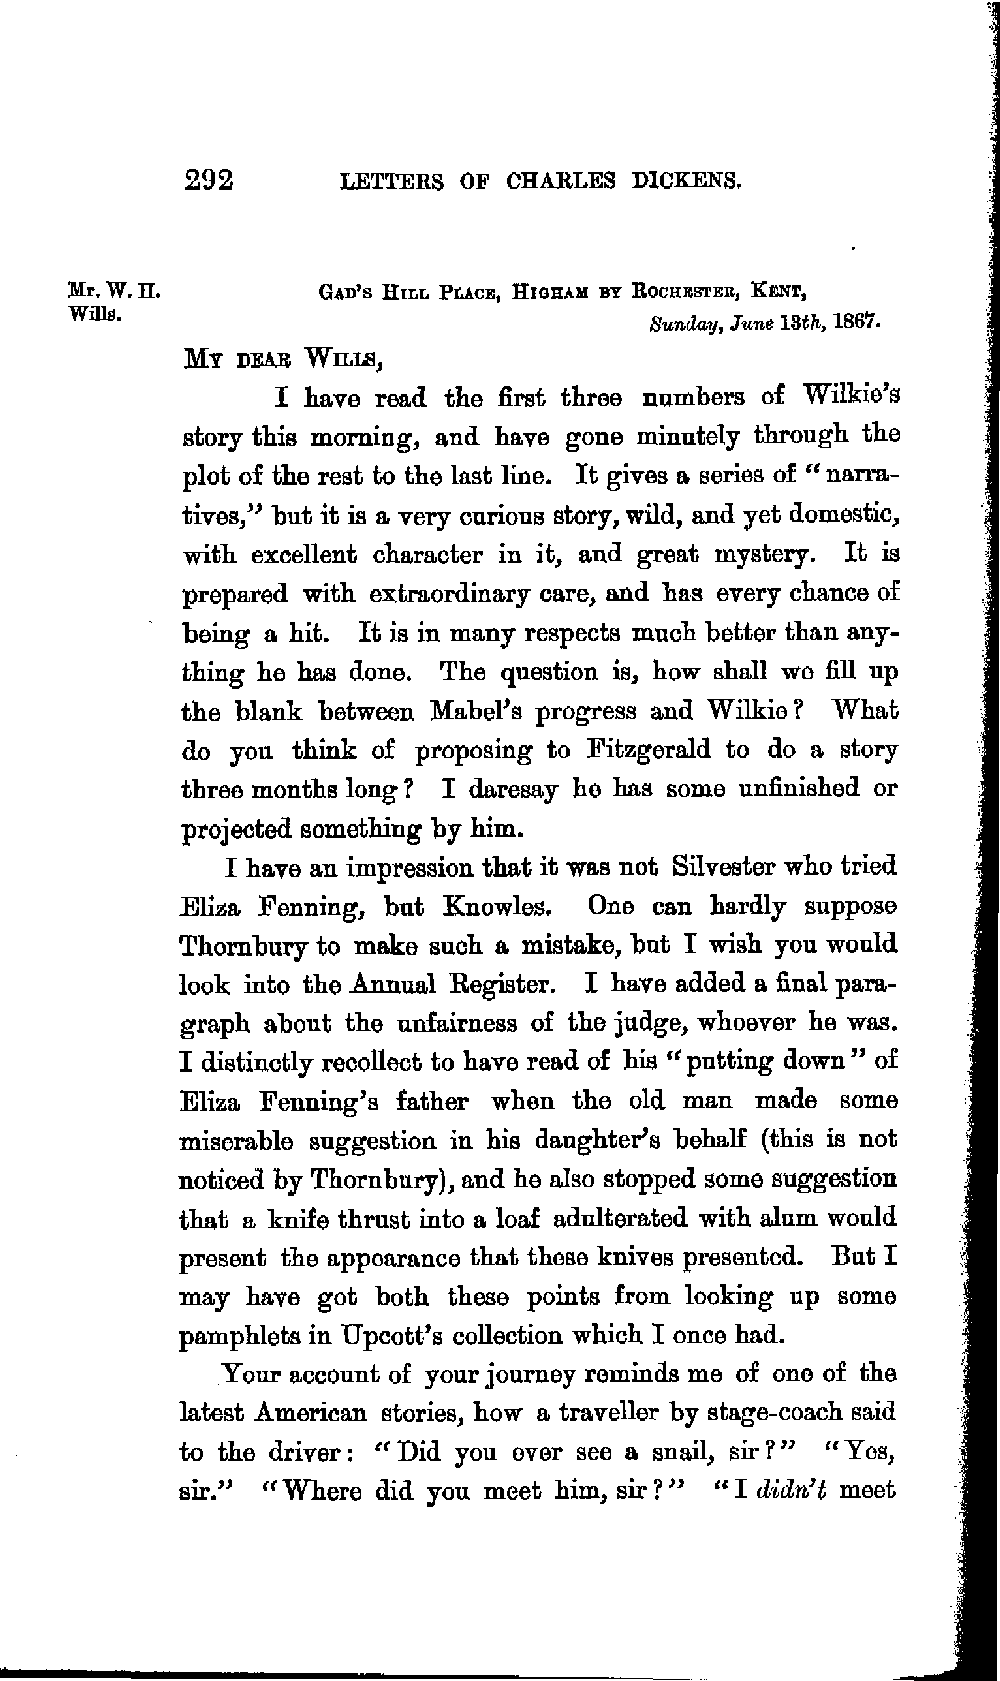 292 LETTERS OF CHARLES DICKENS.
Mr. W. H. Wills.
GAD'S HILL PLACE, HIGHAM BY ROCHESTER, KENT,
Sunday, June 13th, 1867.
MY DEAR WILLS,
I have read the first three numbers of Wilkie's
story this morning, and have gone minutely through the
plot of the rest to the last line. It gives a series of "narra-
tives," but it is a very curious story, wild, and yet domestic,
with excellent character in it, and great mystery. It is
prepared with extraordinary care, and has every chance of
being a hit. It is in many respects much better than any-
thing he has done. The question is, how shall we fill up
the blank between Mabel's progress and Wilkie? What
do you think of proposing to Fitzgerald to do a story
three months long? I daresay he has some unfinished or
projected something by him.
I have an impression that it was not Silvester who tried
Eliza Fenning, but Knowles. One can hardly suppose
Thornbury to make such a mistake, but I wish you would
look into the Annual Register. I have added a final para-
graph about the unfairness of the judge, whoever he was.
I distinctly recollect to have read of his "putting down" of
Eliza Fenning's father when the old man made some
miserable suggestion in his daughter's behalf (this is not
noticed by Thornbury), and he also stopped some suggestion
that a knife thrust into a loaf adulterated with alum would
present the appearance that these knives presented. But I
may have got both these points from looking up some
pamphlets in Upcott's collection which I once had.
Your account of your journey reminds me of one of the
latest American stories, how a traveller by stage-coach said
to the driver: "Did you ever see a snail, sir?" "Yes,
sir." "Where did you meet him, sir?" "I didn't meet